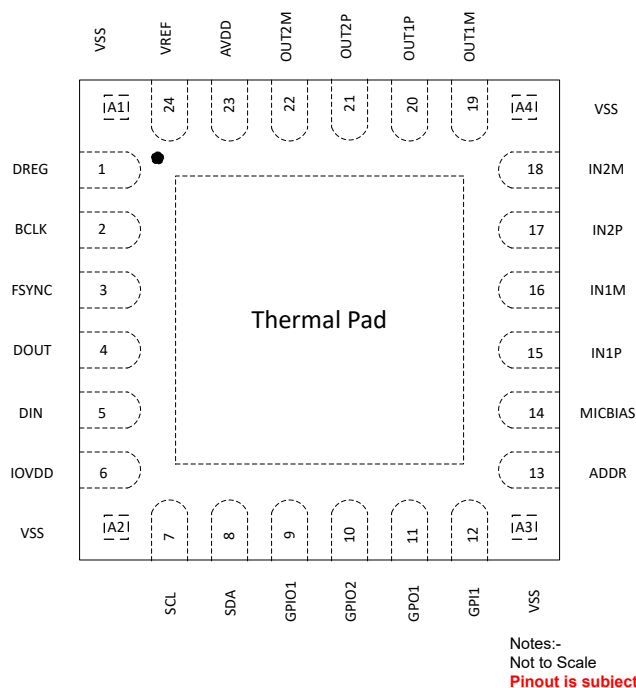 VSS
VREF
AVDD
OUT2M
OUT2P
OUT1P
OUT1M
A1
24
23
22
21
20
19
A4
VSS
DREG
1
18
IN2M
BCLK
2
17
IN2P
FSYNC
3
16
IN1M
Thermal Pad
DOUT
4
15
IN1P
DIN
5
14
MICBIAS
IOVDD
6
13
ADDR
VSS
A2
7
8
9
10
11
12
A3
SCL
SDA
GPIO1
GPIO2
GPO1
GPI1
VSS
Notes:-
Not to Scale
Pinout is subject